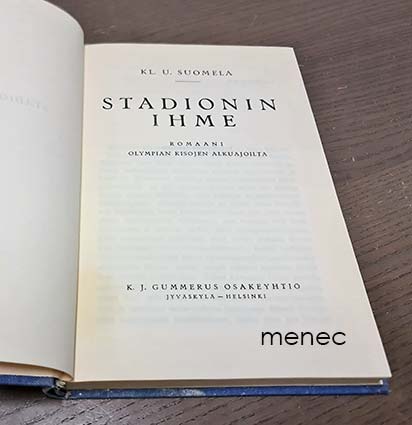 KL. U. SUOMELA
STADIONIN
IHME
ROMAANI
OLYMPIAN KISOJEN ALKUAJOILTA
K. J. GUMMERUS OSAKEYHTIÖ
JYVÄSKYLÄ — HELSINKI
menec